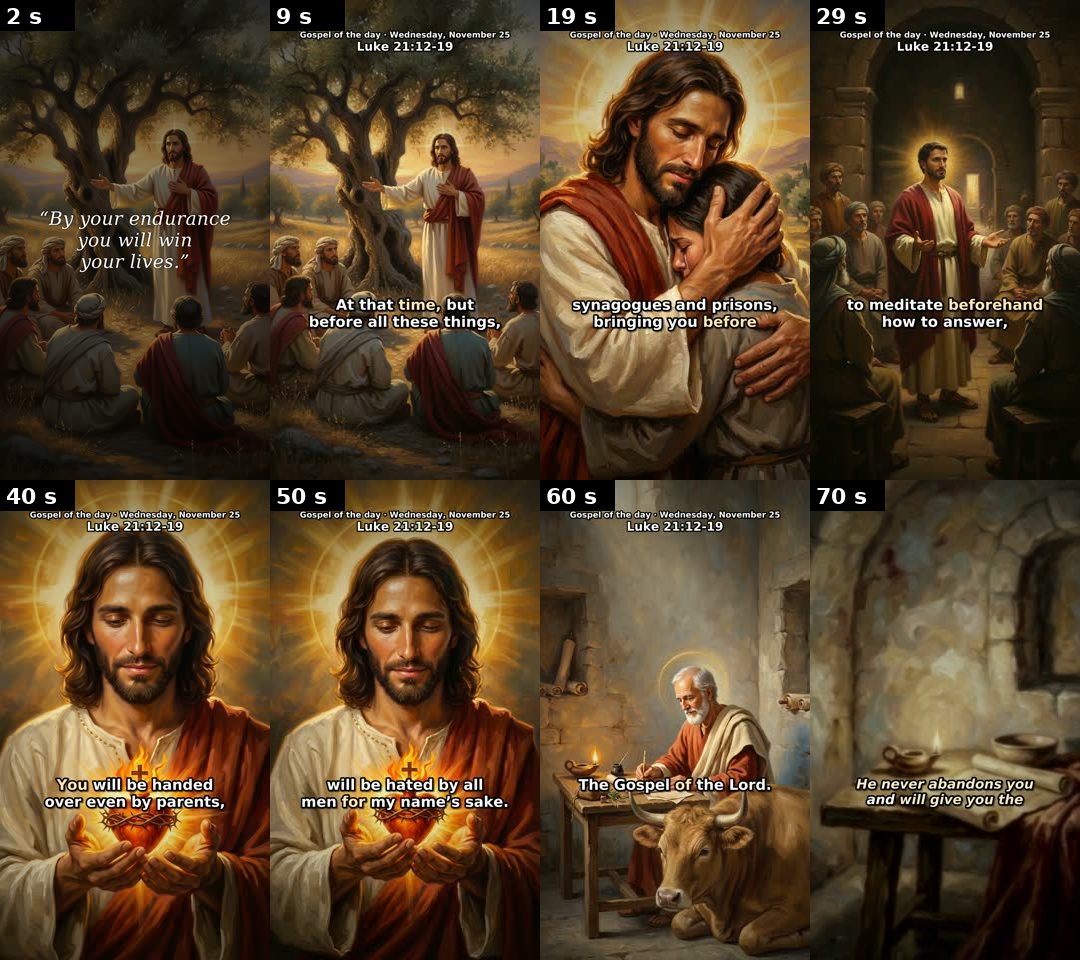 2 s
“By your endurance
you will win
your lives.”
9 s
Gospel of the day · Wednesday, November 25
Luke 21:12-19
At that time, but
before all these things,
19 s
Gospel of the day · Wednesday, November 25
Luke 21:12-19
synagogues and prisons,
bringing you before
29 s
Gospel of the day · Wednesday, November 25
Luke 21:12-19
to meditate beforehand
how to answer,
40 s
Gospel of the day · Wednesday, November 25
Luke 21:12-19
You will be handed
over even by parents,
50 s
Gospel of the day · Wednesday, November 25
Luke 21:12-19
will be hated by all
men for my name’s sake.
60 s
Gospel of the day · Wednesday, November 25
Luke 21:12-19
The Gospel of the Lord.
70 s
He never abandons you
and will give you the